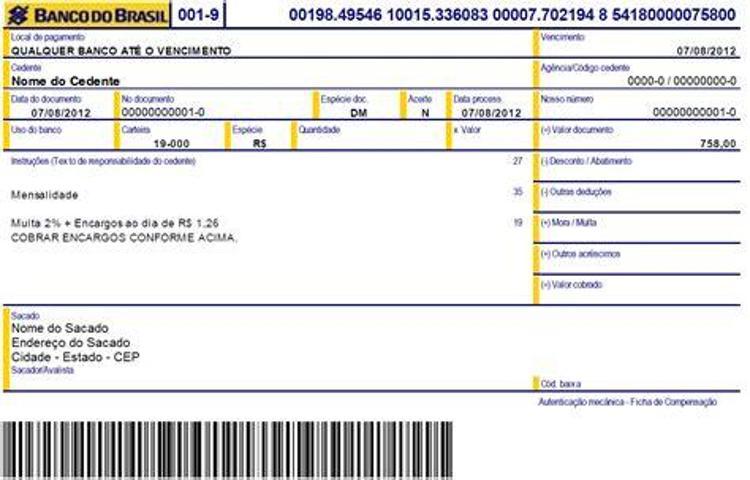 BANCO DO BRASIL 001-9 00198.49546 10015.336083 00007.702194 8 54180000075800
Local de pagamento Vencimento
QUALQUER BANCO ATÉ O VENCIMENTO 07/08/2012
Cedente Agência/Código cedente
Nome do Cedente 0000-0 / 00000000-0
Data do documento No documento Espécie doc. Aceite Data process. Nosso número
07/08/2012 00000000001-0 DM N 07/08/2012 00000000001-0
Uso do banco Carteira Espécie Quantidade x Valor (=) Valor documento
19-000 R$ 758,00
Instruções (Texto de responsabilidade do cedente) 27 (-) Desconto / Abatimento
Mensalidade 35 (-) Outras deduções
Multa 2% + Encargos ao dia de R$ 1,26 19 (+) Mora / Multa
COBRAR ENCARGOS CONFORME ACIMA.
(+) Outros acréscimos
(=) Valor cobrado
Sacado
Nome do Sacado
Endereço do Sacado
Cidade - Estado - CEP
Sacador/Avalista
Cód. baixa
Autenticação mecânica - Ficha de Compensação